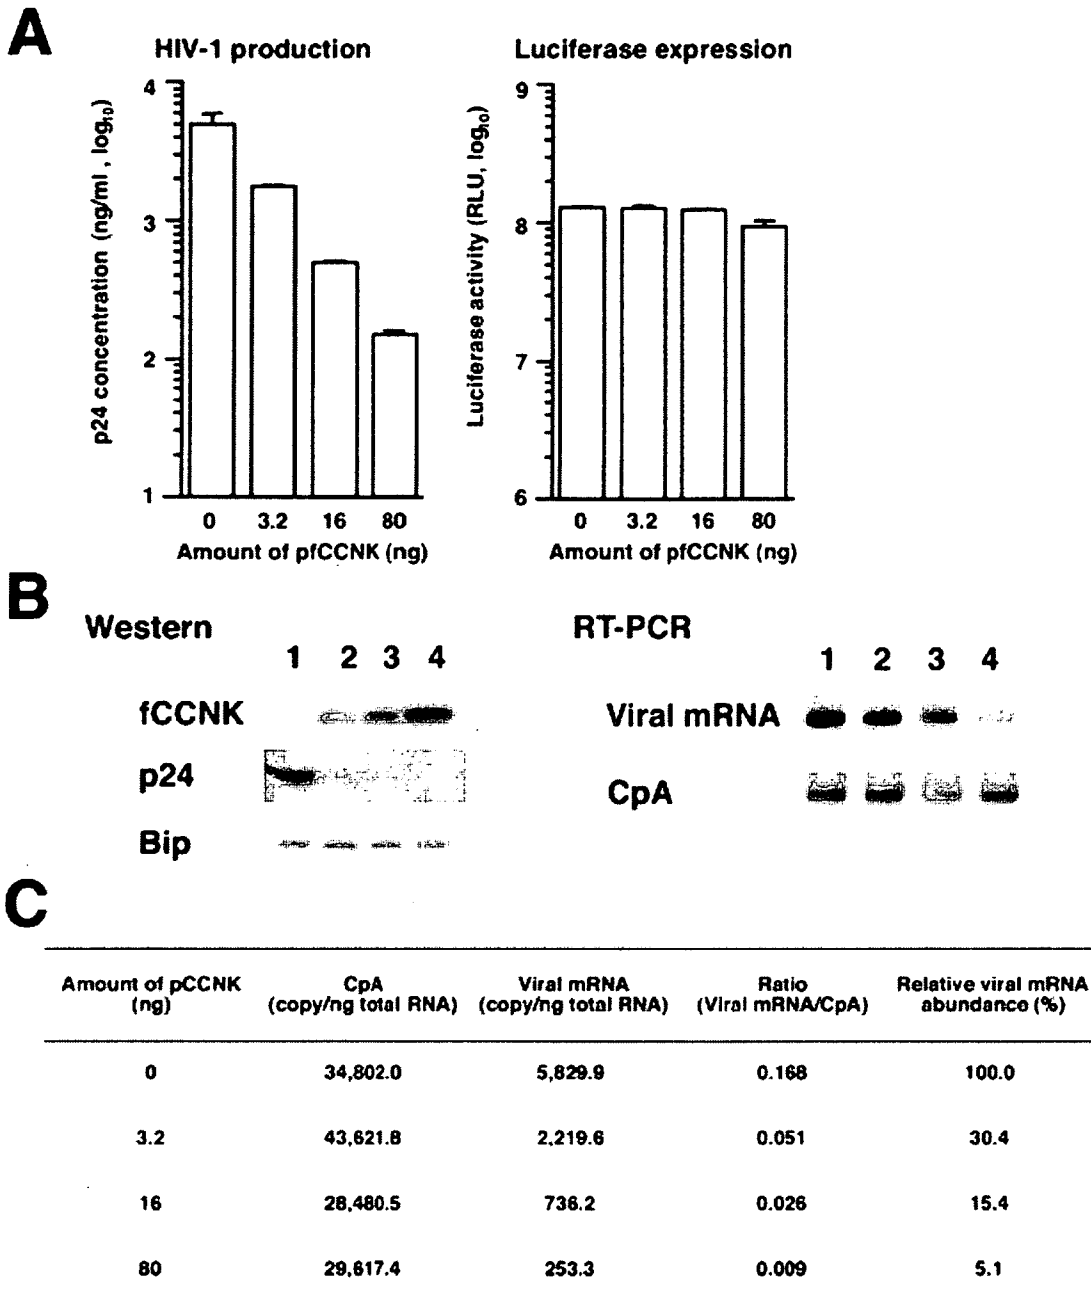 A
HIV-1 production
p24 concentration (ng/ml, log10)
4
3
2
1
0 3.2 16 80
Amount of pfCCNK (ng)
Luciferase expression
Luciferase activity (RLU, log10)
9
8
7
6
0 3.2 16 80
Amount of pfCCNK (ng)
B
Western
1 2 3 4
fCCNK
p24
Bip
RT-PCR
1 2 3 4
Viral mRNA
CpA
C
Amount of pCCNK (ng) CpA (copy/ng total RNA) Viral mRNA (copy/ng total RNA) Ratio (Viral mRNA/CpA) Relative viral mRNA abundance (%)
0 34,802.0 5,829.9 0.168 100.0
3.2 43,621.8 2,219.6 0.051 30.4
16 28,480.5 736.2 0.026 15.4
80 29,617.4 253.3 0.009 5.1